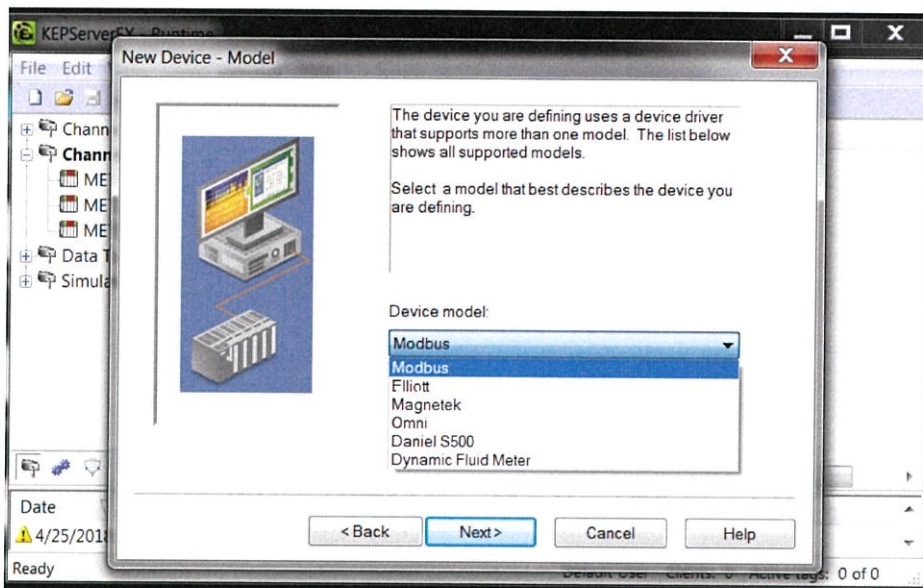 KEPServerEX - Runtime
New Device - Model
X
X
File Edit
The device you are defining uses a device driver
that supports more than one model. The list below
shows all supported models.
Select a model that best describes the device you
are defining.
Chann
Chann
ME
ME
ME
Data T
Simula
Device model:
Modbus
Modbus
Elliott
Magnetek
Omni
Daniel S500
Dynamic Fluid Meter
Date
4/25/2018
< Back
Next >
Cancel
Help
Ready
Default User Clients: 0 Active tags: 0 of 0